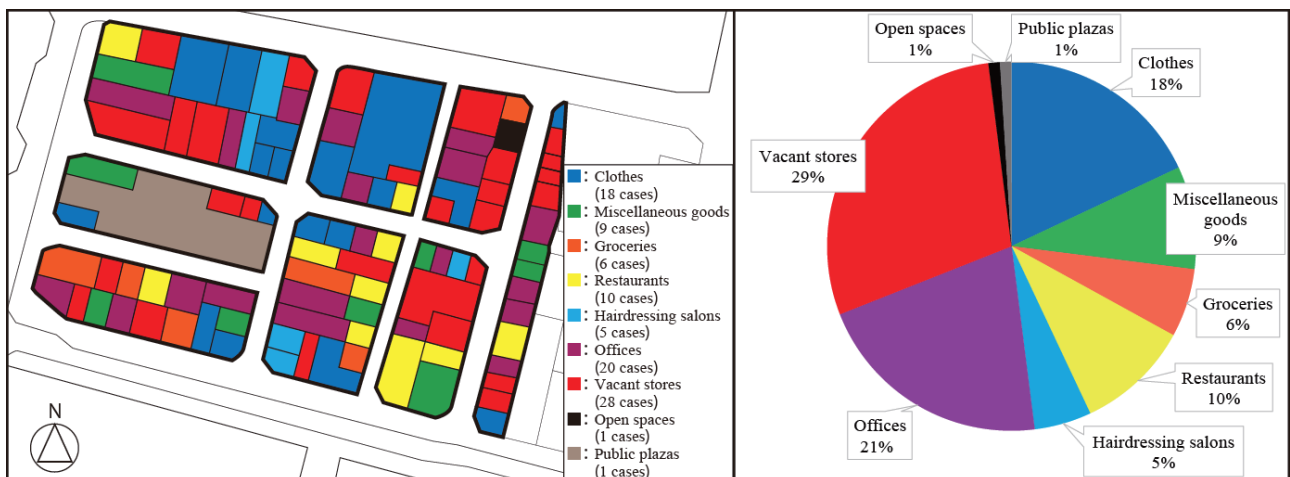 N
: Clothes
(18 cases)
: Miscellaneous goods
(9 cases)
: Groceries
(6 cases)
: Restaurants
(10 cases)
: Hairdressing salons
(5 cases)
: Offices
(20 cases)
: Vacant stores
(28 cases)
: Open spaces
(1 cases)
: Public plazas
(1 cases)
Open spaces
1%
Public plazas
1%
Clothes
18%
Vacant stores
29%
Miscellaneous
goods
9%
Groceries
6%
Restaurants
10%
Offices
21%
Hairdressing salons
5%